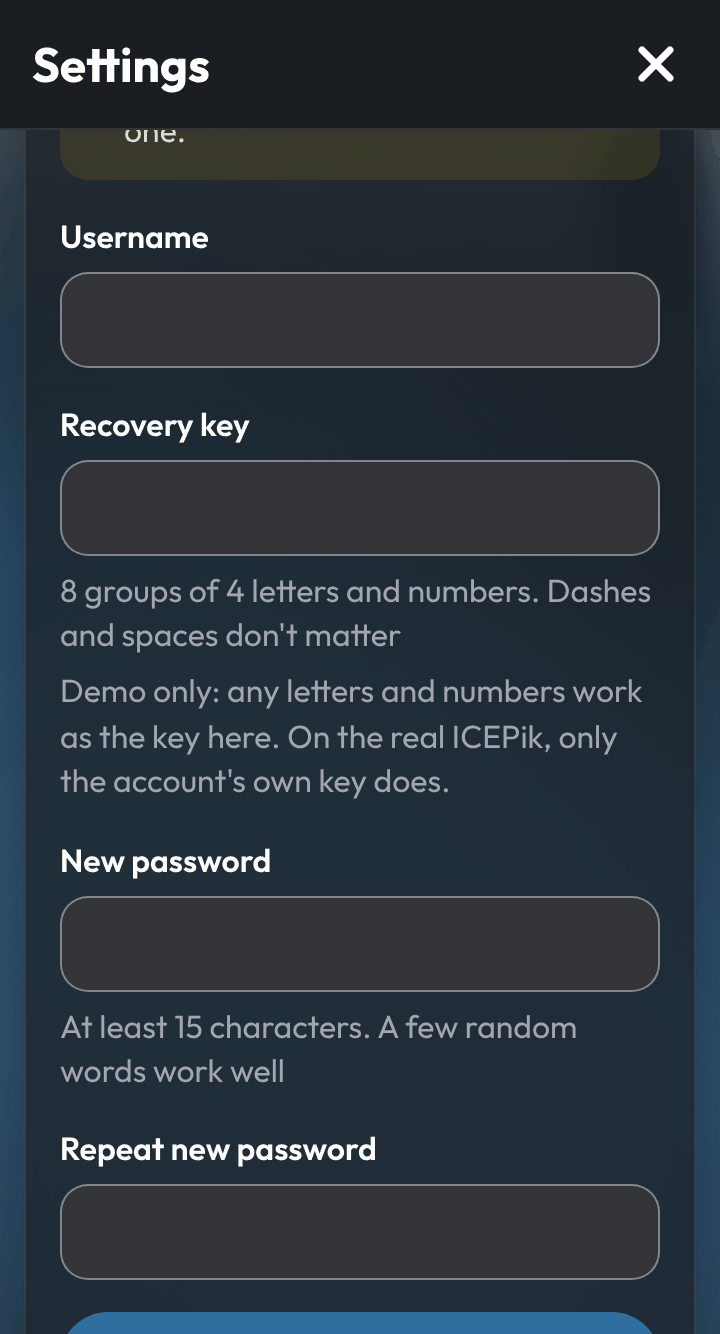 Settings
one.
Username
Recovery key
8 groups of 4 letters and numbers. Dashes
and spaces don't matter
Demo only: any letters and numbers work
as the key here. On the real ICEPik, only
the account's own key does.
New password
At least 15 characters. A few random
words work well
Repeat new password